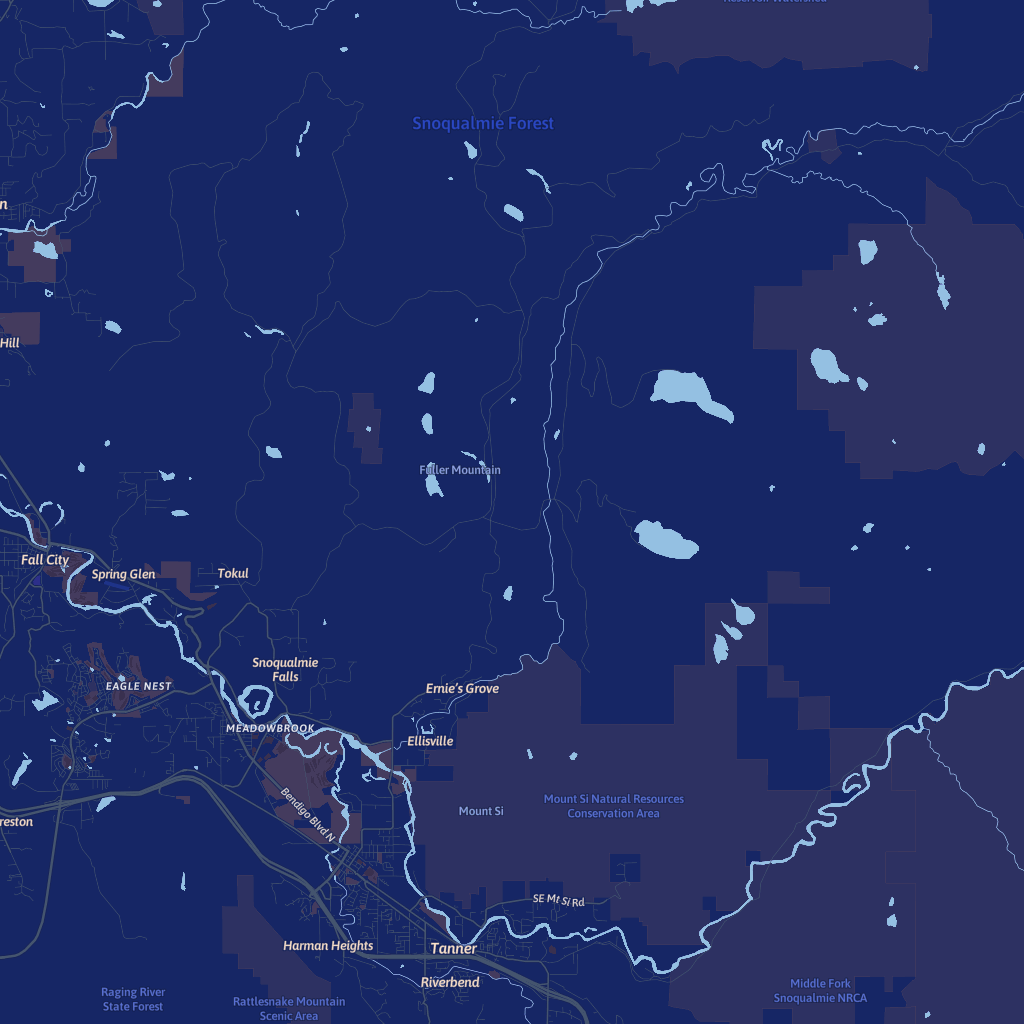 Reservoir Watershed
Snoqualmie Forest
n
Hill
Fuller Mountain
Fall City
Spring Glen
Tokul
Snoqualmie
Falls
EAGLE NEST
Ernie's Grove
MEADOWBROOK
Ellisville
Bendigo Blvd N
Mount Si
Mount Si Natural Resources
Conservation Area
reston
SE Mt Si Rd
Harman Heights
Tanner
Riverbend
Raging River
State Forest
Rattlesnake Mountain
Scenic Area
Middle Fork
Snoqualmie NRCA